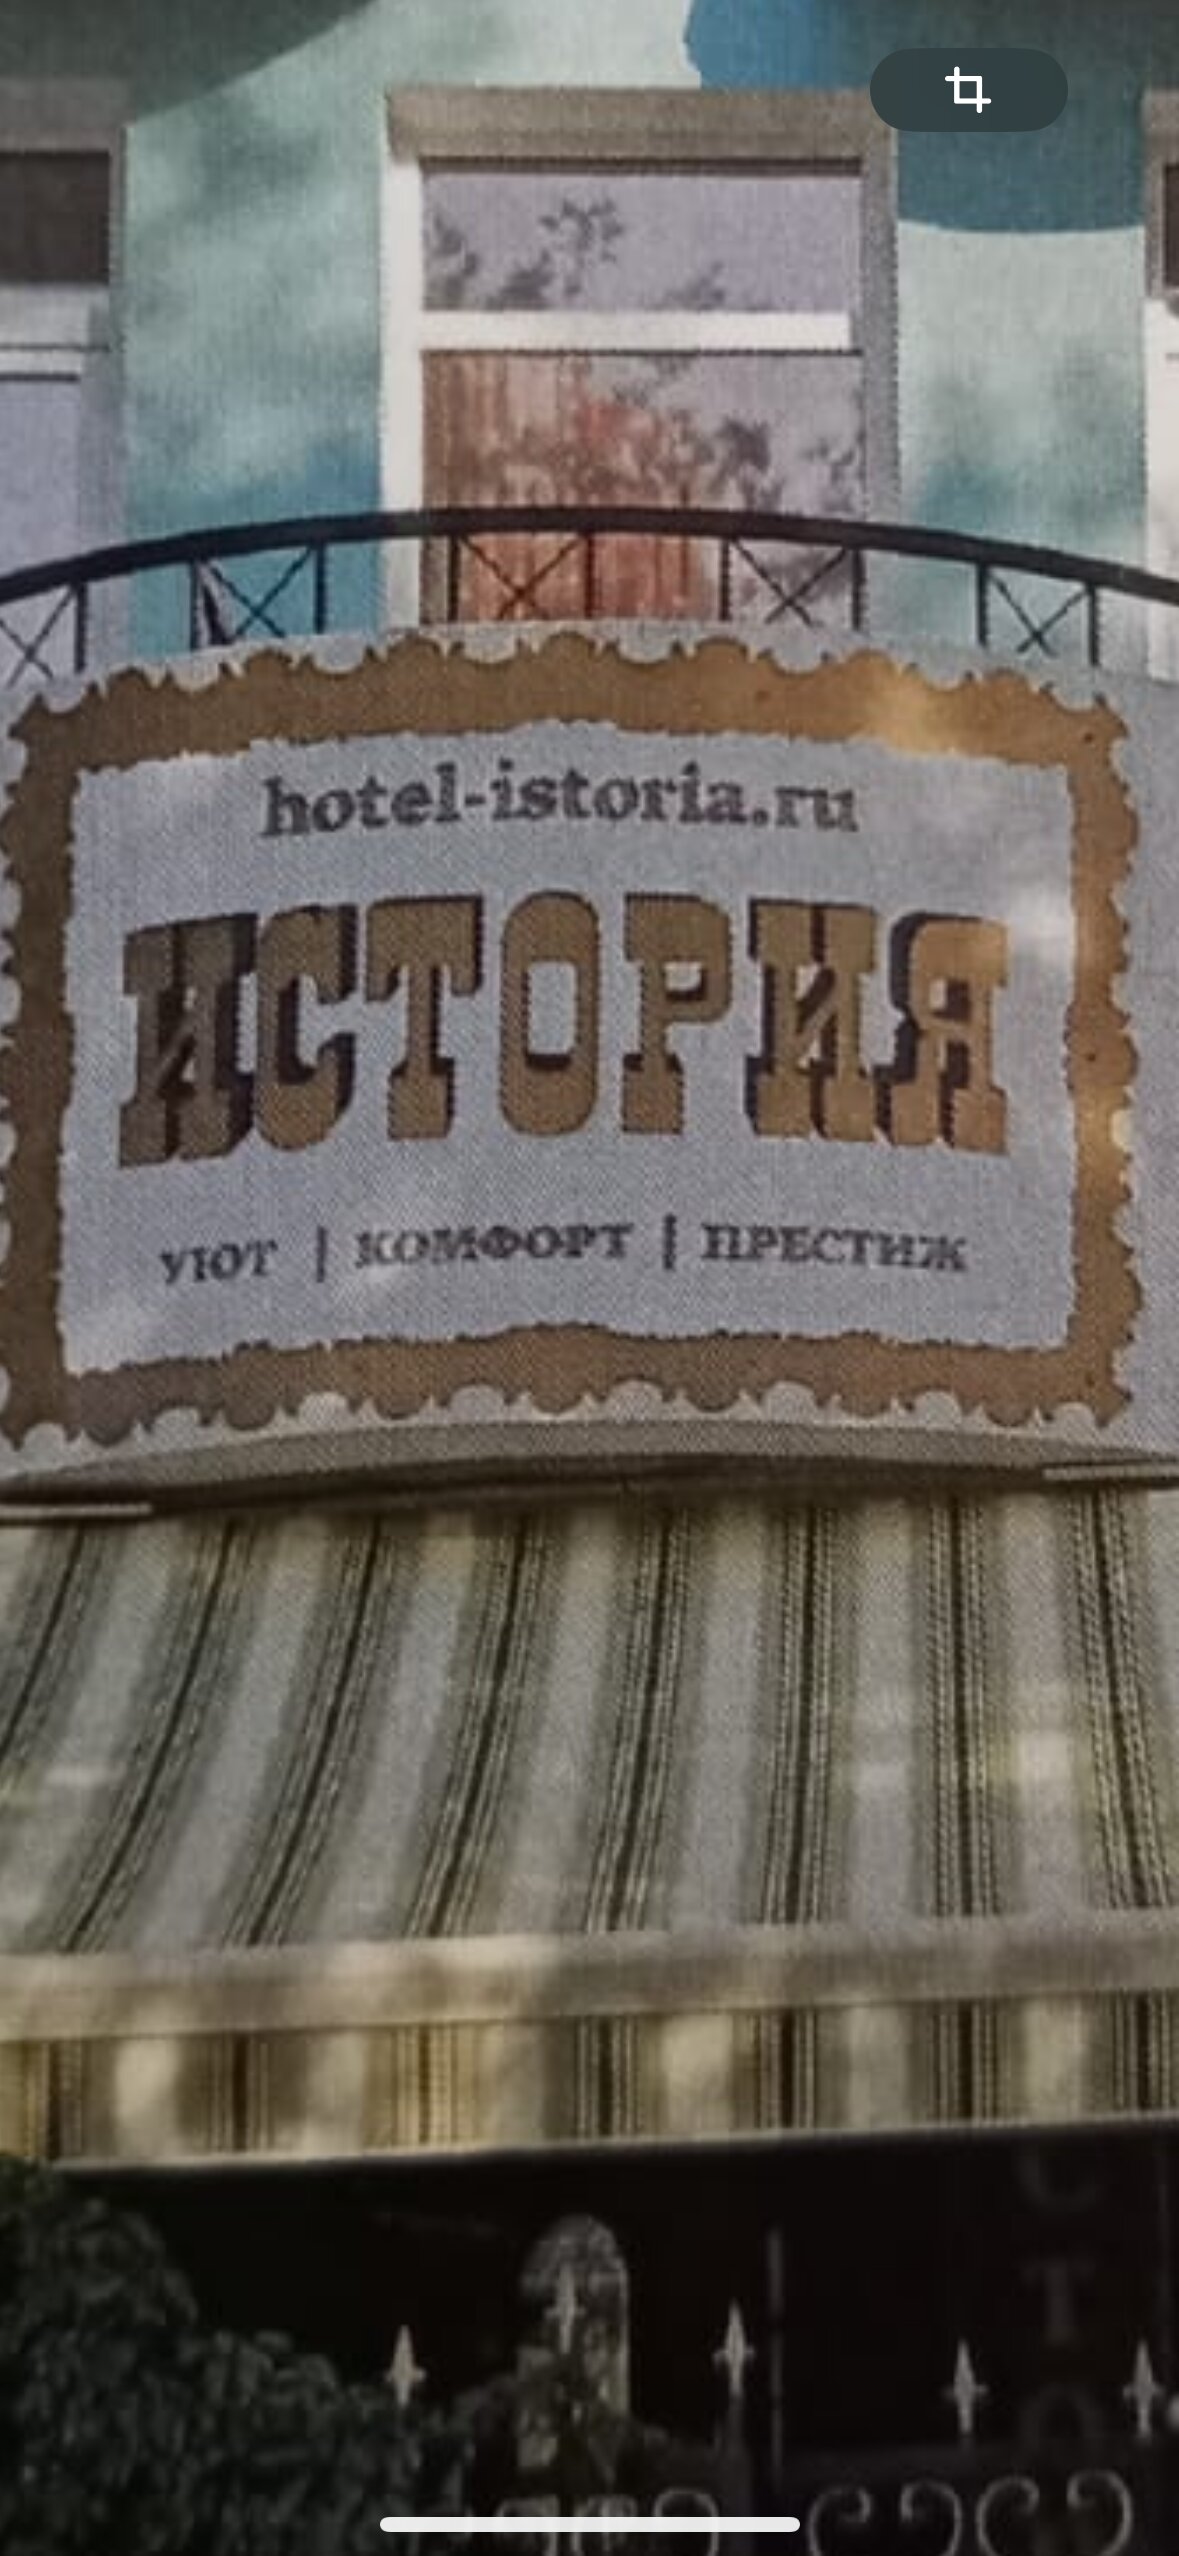 hotel-istoria.ru
ИСТОРИЯ
УЮТ | КОМФОРТ | ПРЕСТИЖ